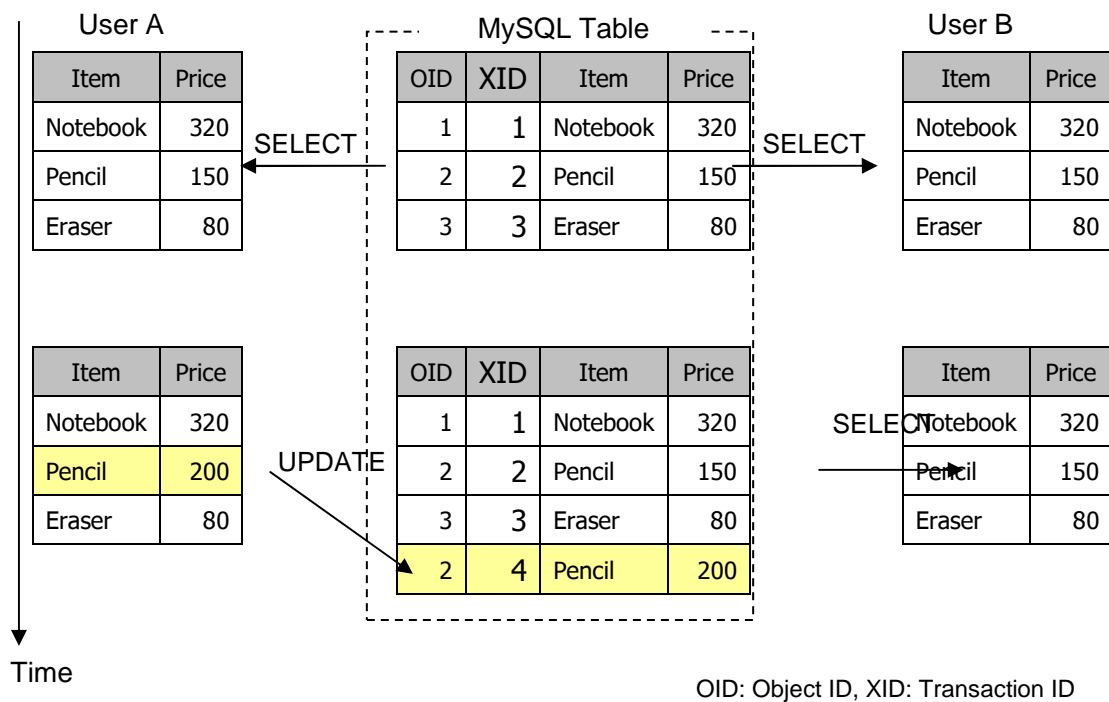 User A
MySQL Table
User B
Item Price
Notebook 320
Pencil 150
Eraser 80
SELECT
OID XID Item Price
1 1 Notebook 320
2 2 Pencil 150
3 3 Eraser 80
SELECT
Item Price
Notebook 320
Pencil 150
Eraser 80
Item Price
Notebook 320
Pencil 200
Eraser 80
UPDATE
OID XID Item Price
1 1 Notebook 320
2 2 Pencil 150
3 3 Eraser 80
2 4 Pencil 200
SELECT
Item Price
Notebook 320
Pencil 150
Eraser 80
Time
OID: Object ID, XID: Transaction ID